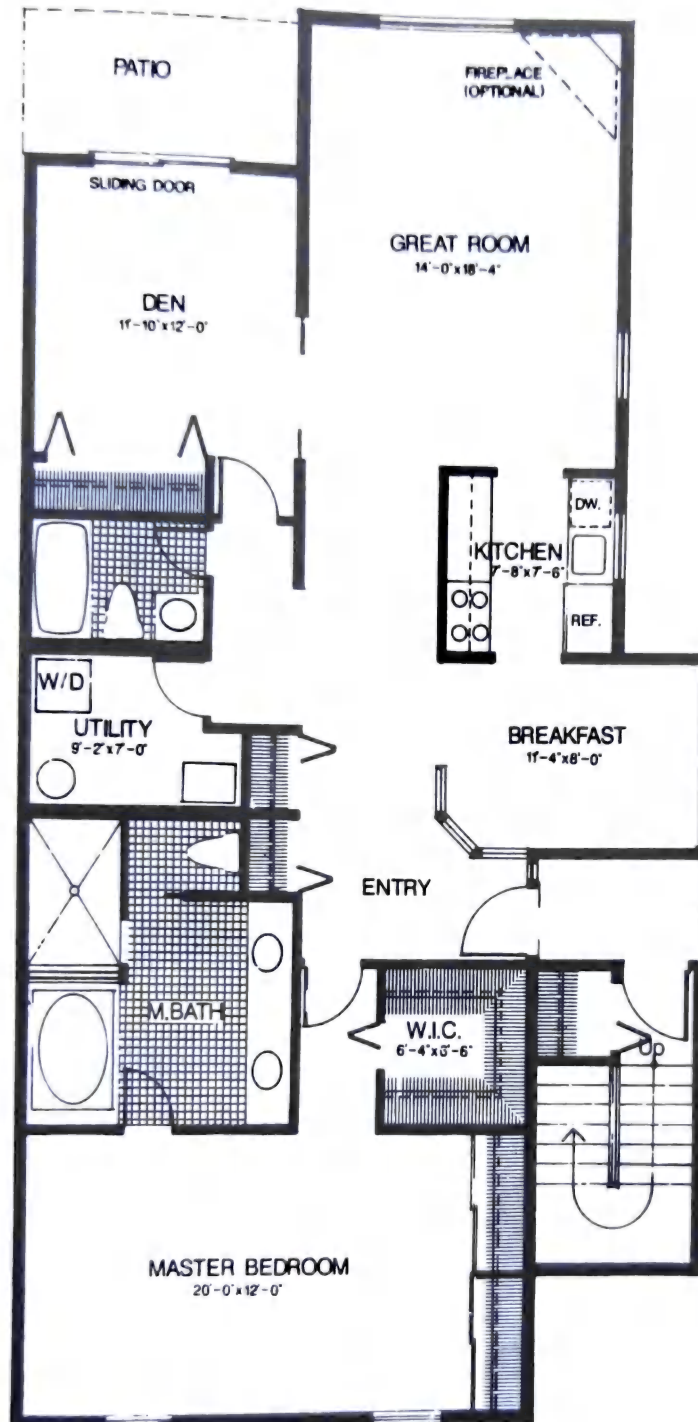 PATIO
FIREPLACE
(OPTIONAL)
SLIDING DOOR
GREAT ROOM
14'-0"x18'-4"
DEN
11'-10"x12'-0"
DW.
KITCHEN
7'-8"x7'-6"
REF.
W/D
UTILITY
9'-2"x7'-0"
BREAKFAST
11'-4"x8'-0"
ENTRY
M.BATH
W.I.C.
Up
MASTER BEDROOM
20'-0"x12'-0"